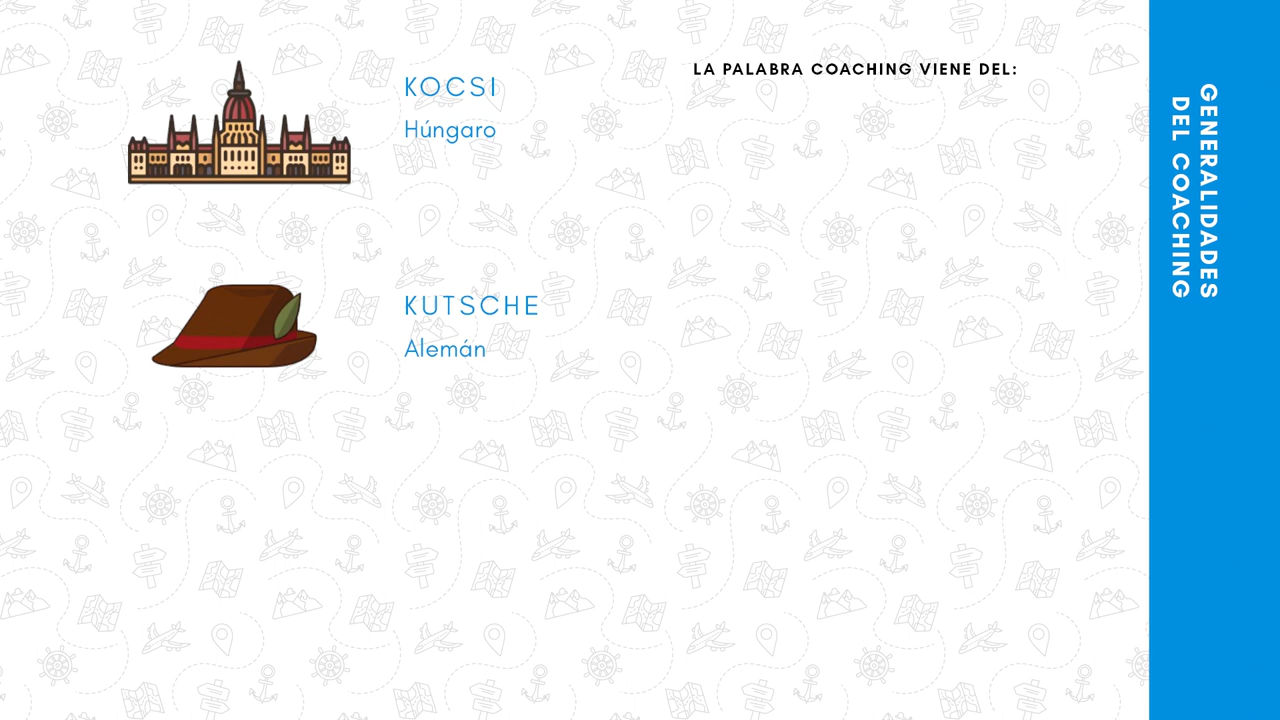 LA PALABRA COACHING VIENE DEL:
KOCSI
Húngaro
KUTSCHE
Alemán
GENERALIDADES
DEL COACHING